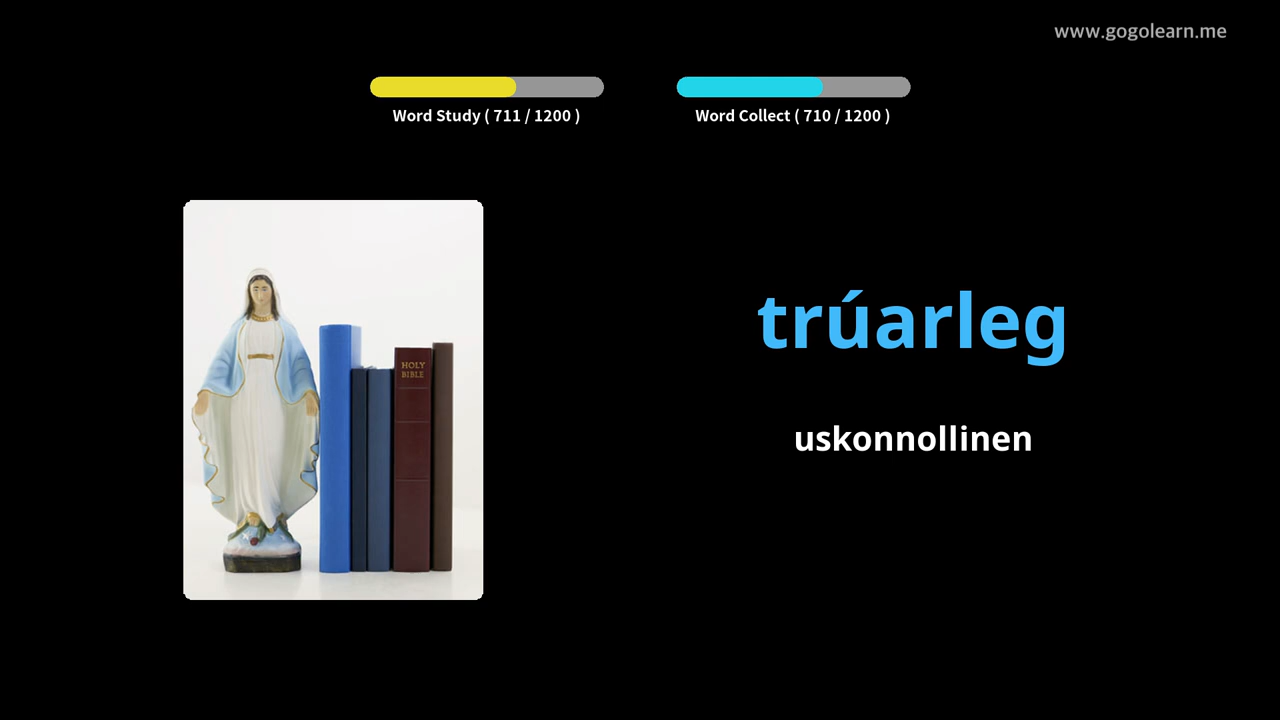 www.gogolearn.me
Word Study ( 711 / 1200 )
Word Collect ( 710 / 1200 )
HOLY
BIBLE
trúarleg
uskonnollinen